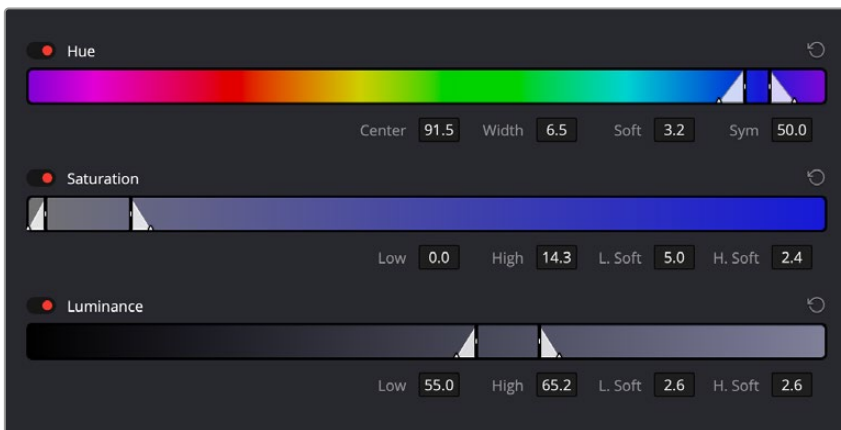 Hue
Center 91.5 Width 6.5 Soft 3.2 Sym 50.0
Saturation
Low 0.0 High 14.3 L. Soft 5.0 H. Soft 2.4
Luminance
Low 55.0 High 65.2 L. Soft 2.6 H. Soft 2.6